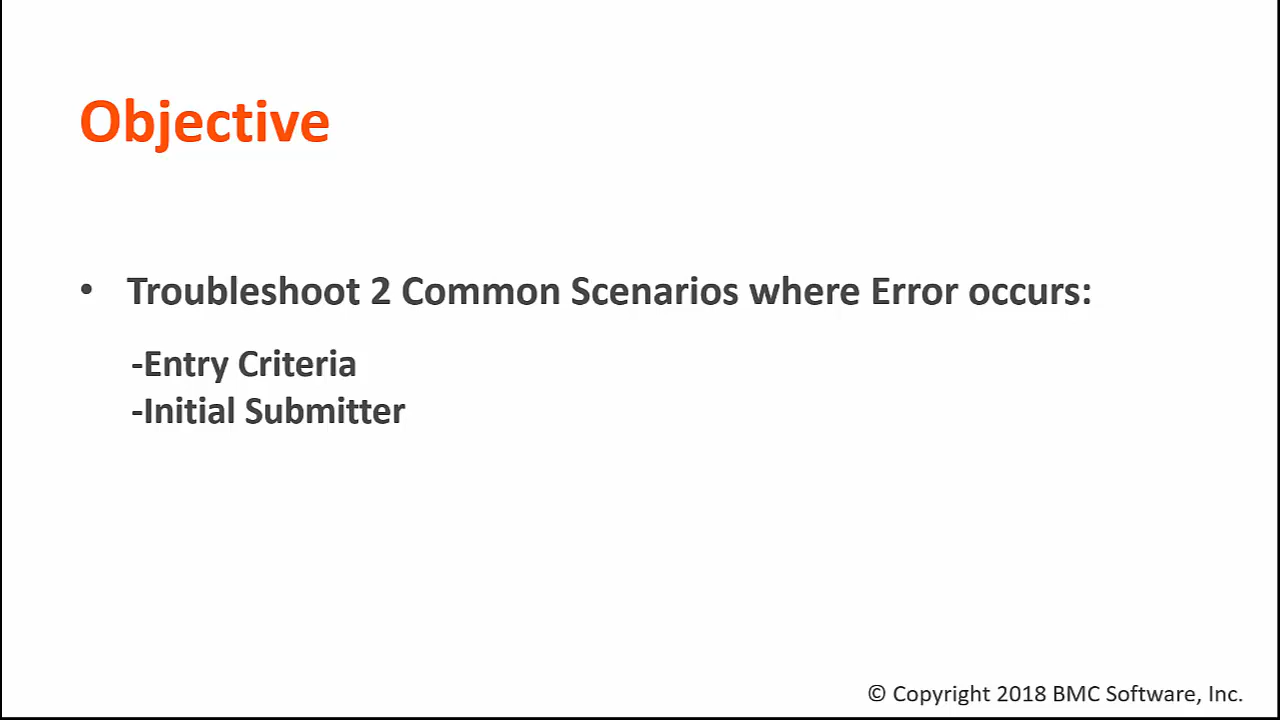 Objective
• Troubleshoot 2 Common Scenarios where Error occurs:
-Entry Criteria
-Initial Submitter
© Copyright 2018 BMC Software, Inc.